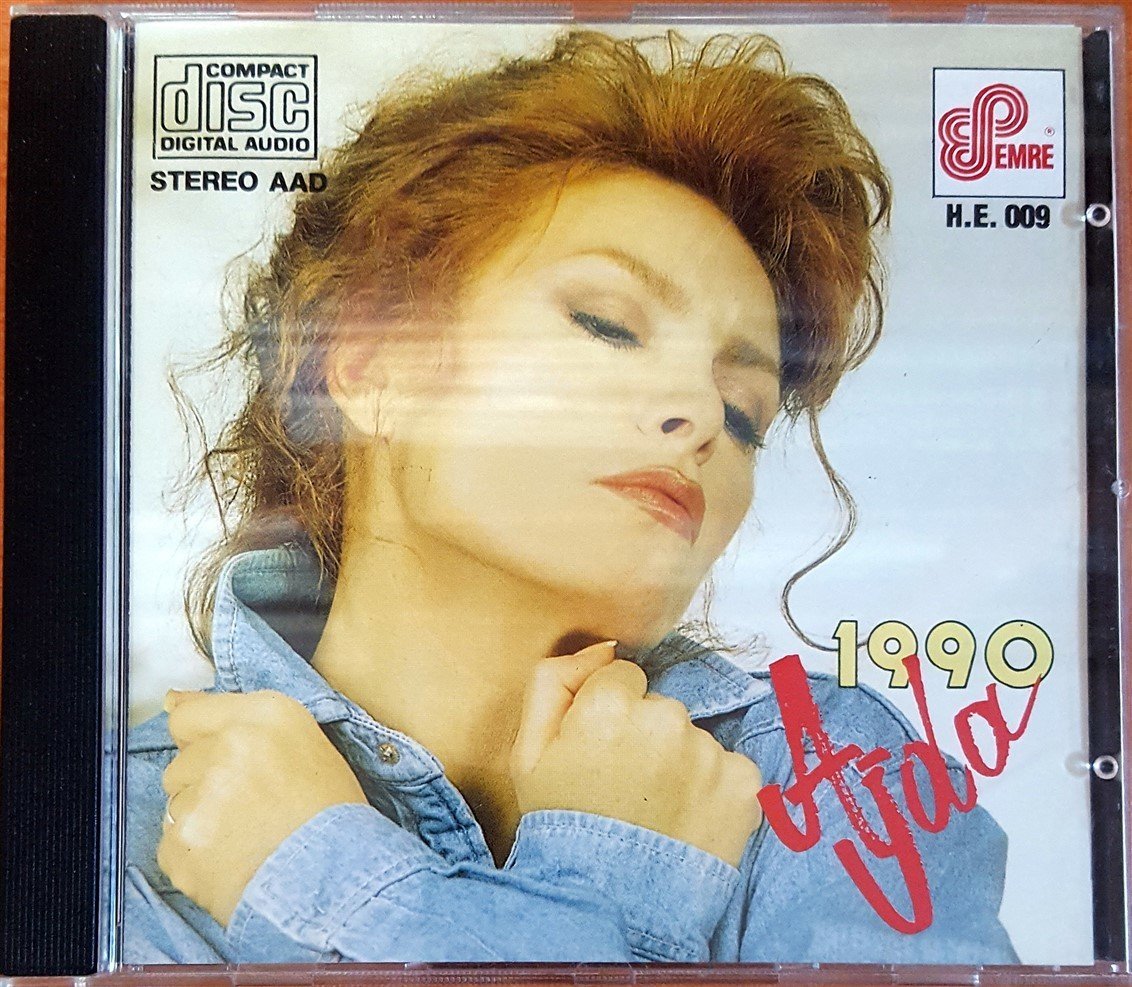 COMPACT
disc
DIGITAL AUDIO
STEREO AAD
EMRE
®
H.E. 009
1990
Ajda